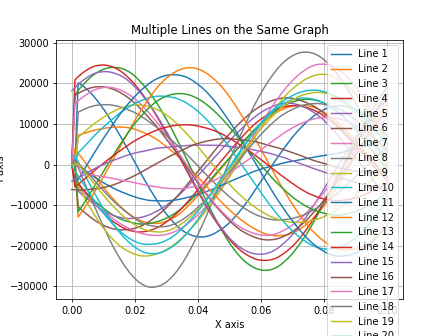 Multiple Lines on the Same Graph
30000
20000
10000
0
−10000
−20000
−30000
0.00
0.02
0.04
0.06
0.08
X axis
Line 1
Line 2
Line 3
Line 4
Line 5
Line 6
Line 7
Line 8
Line 9
Line 10
Line 11
Line 12
Line 13
Line 14
Line 15
Line 16
Line 17
Line 18
Line 19
Line 20